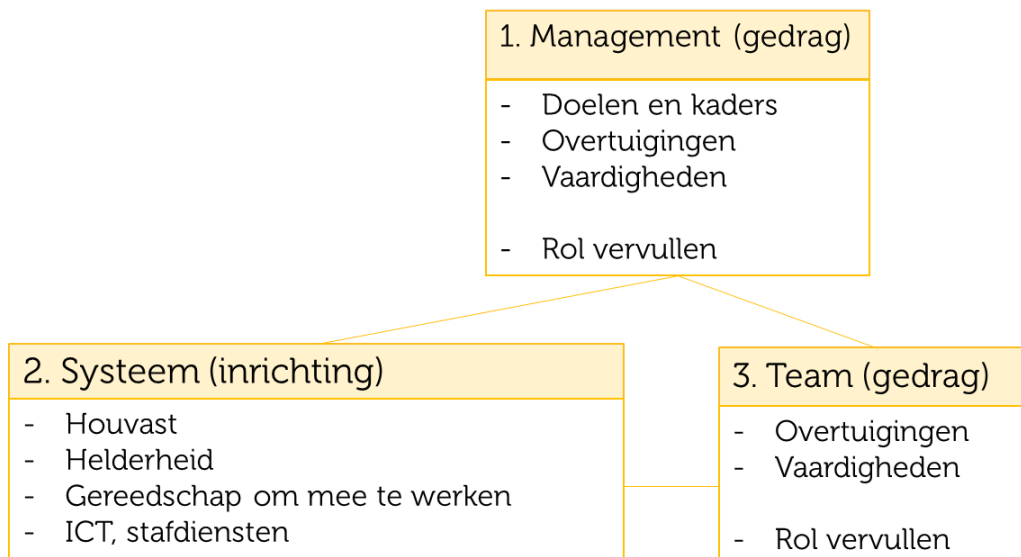 1. Management (gedrag)
- Doelen en kaders
- Overtuigingen
- Vaardigheden
- Rol vervullen
2. Systeem (inrichting)
- Houvast
- Helderheid
- Gereedschap om mee te werken
- ICT, stafdiensten
3. Team (gedrag)
- Overtuigingen
- Vaardigheden
- Rol vervullen